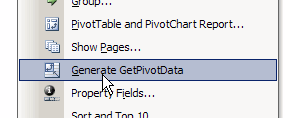 Group...
PivotTable and PivotChart Report...
Show Pages...
Generate GetPivotData
Property Fields...
Sort and Top 10